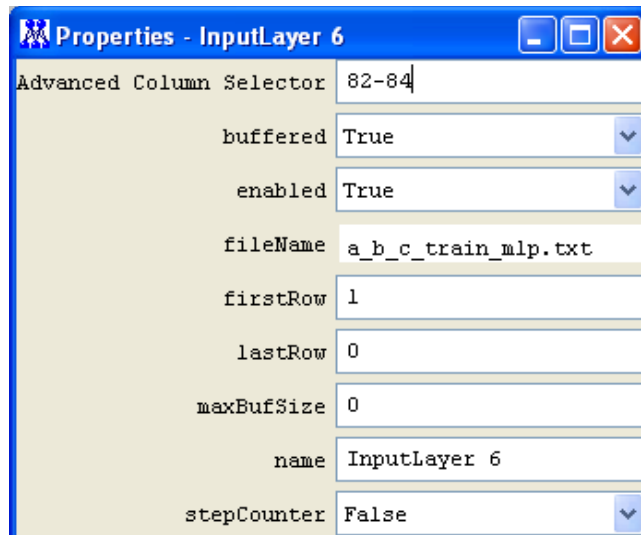 Properties - InputLayer 6
Advanced Column Selector 82-84
buffered True
enabled True
fileName a_b_c_train_mlp.txt
firstRow 1
lastRow 0
maxBufSize 0
name InputLayer 6
stepCounter False